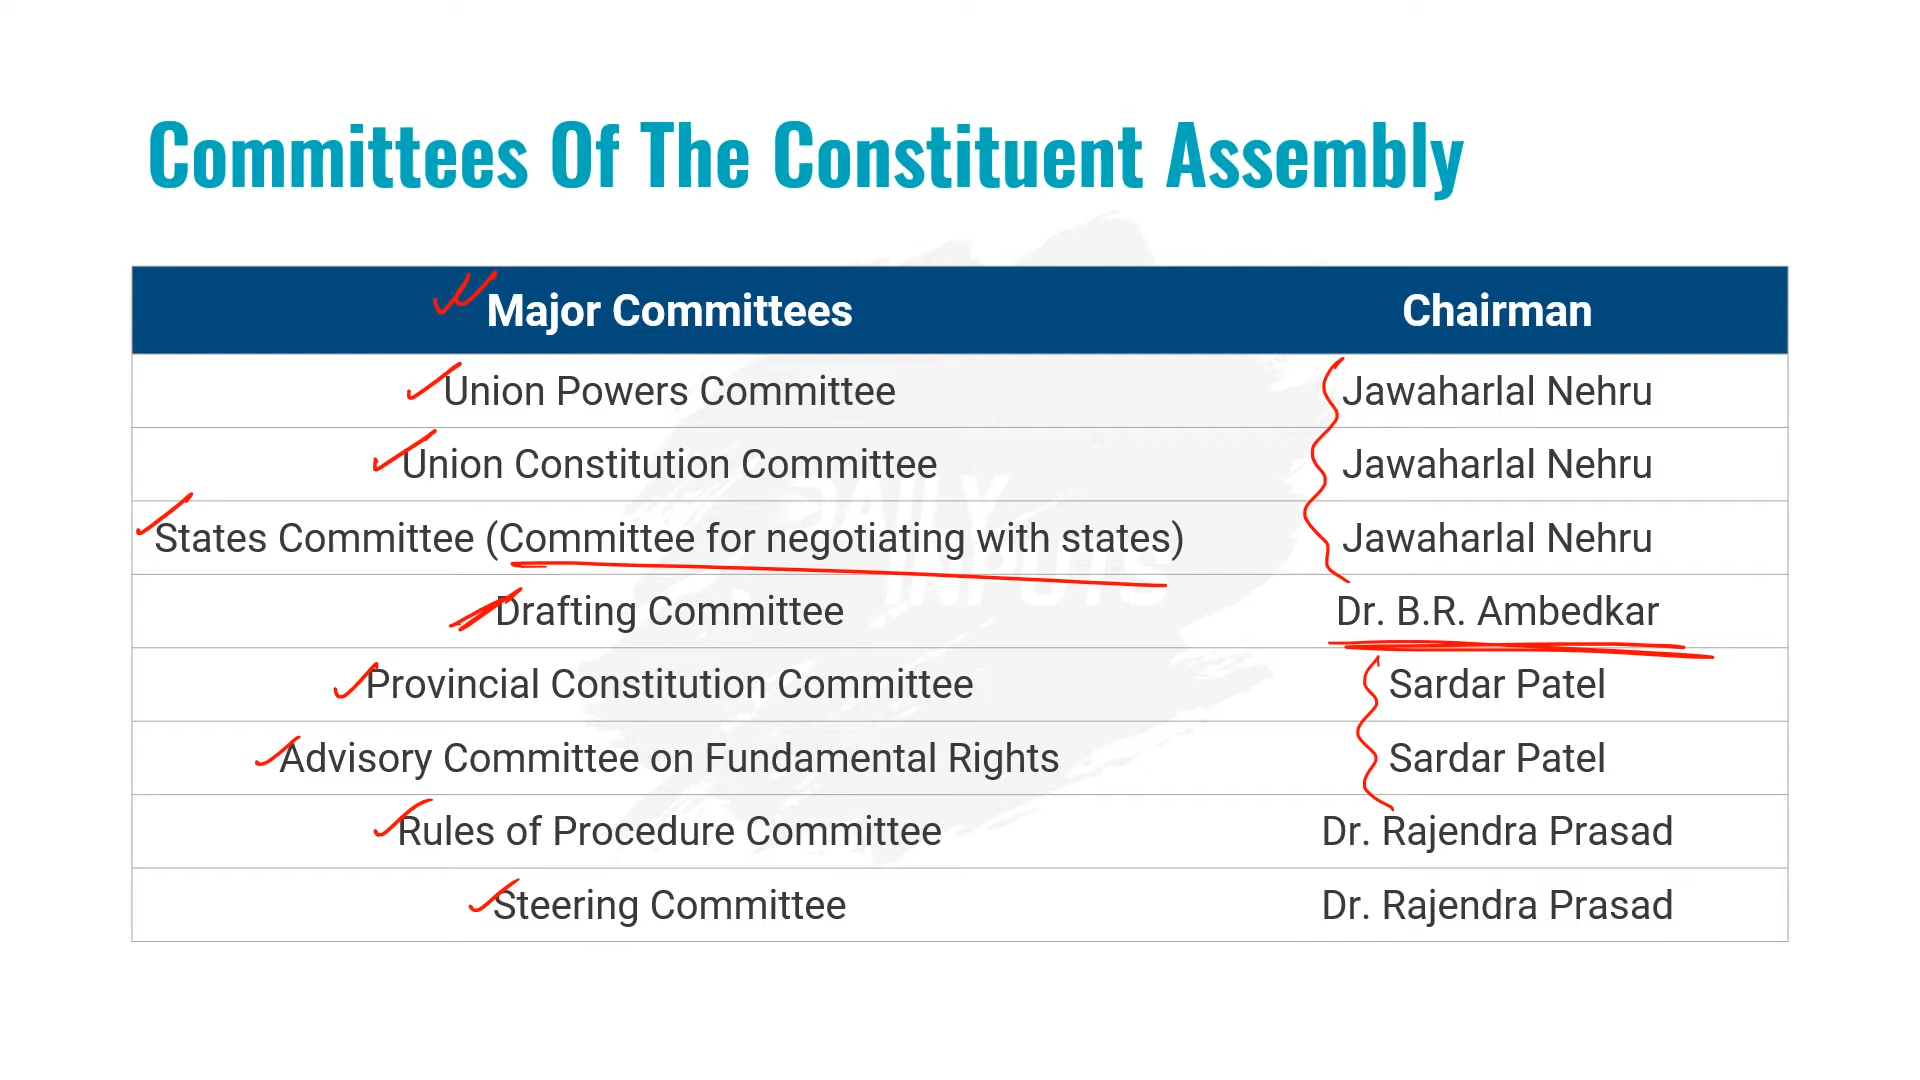 Committees Of The Constituent Assembly
Major Committees Chairman
Union Powers Committee Jawaharlal Nehru
Union Constitution Committee Jawaharlal Nehru
States Committee (Committee for negotiating with states) Jawaharlal Nehru
Drafting Committee Dr. B.R. Ambedkar
Provincial Constitution Committee Sardar Patel
Advisory Committee on Fundamental Rights Sardar Patel
Rules of Procedure Committee Dr. Rajendra Prasad
Steering Committee Dr. Rajendra Prasad
DAILY
INPUTS